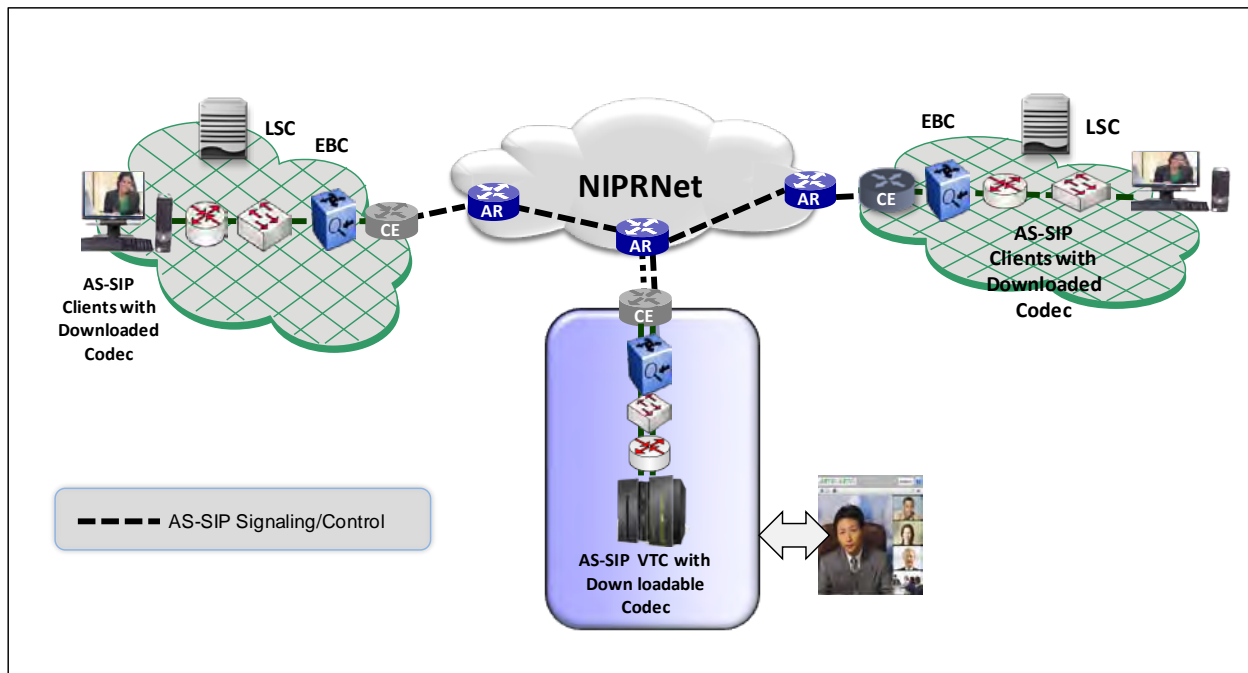 LSC
EBC
CE
AS-SIP
Clients with
Downloaded
Codec
NIPRNet
AR
AR
AR
EBC
LSC
CE
AS-SIP
Clients with
Downloaded
Codec
CE
AS-SIP VTC with
Down loadable
Codec
AS-SIP Signaling/Control